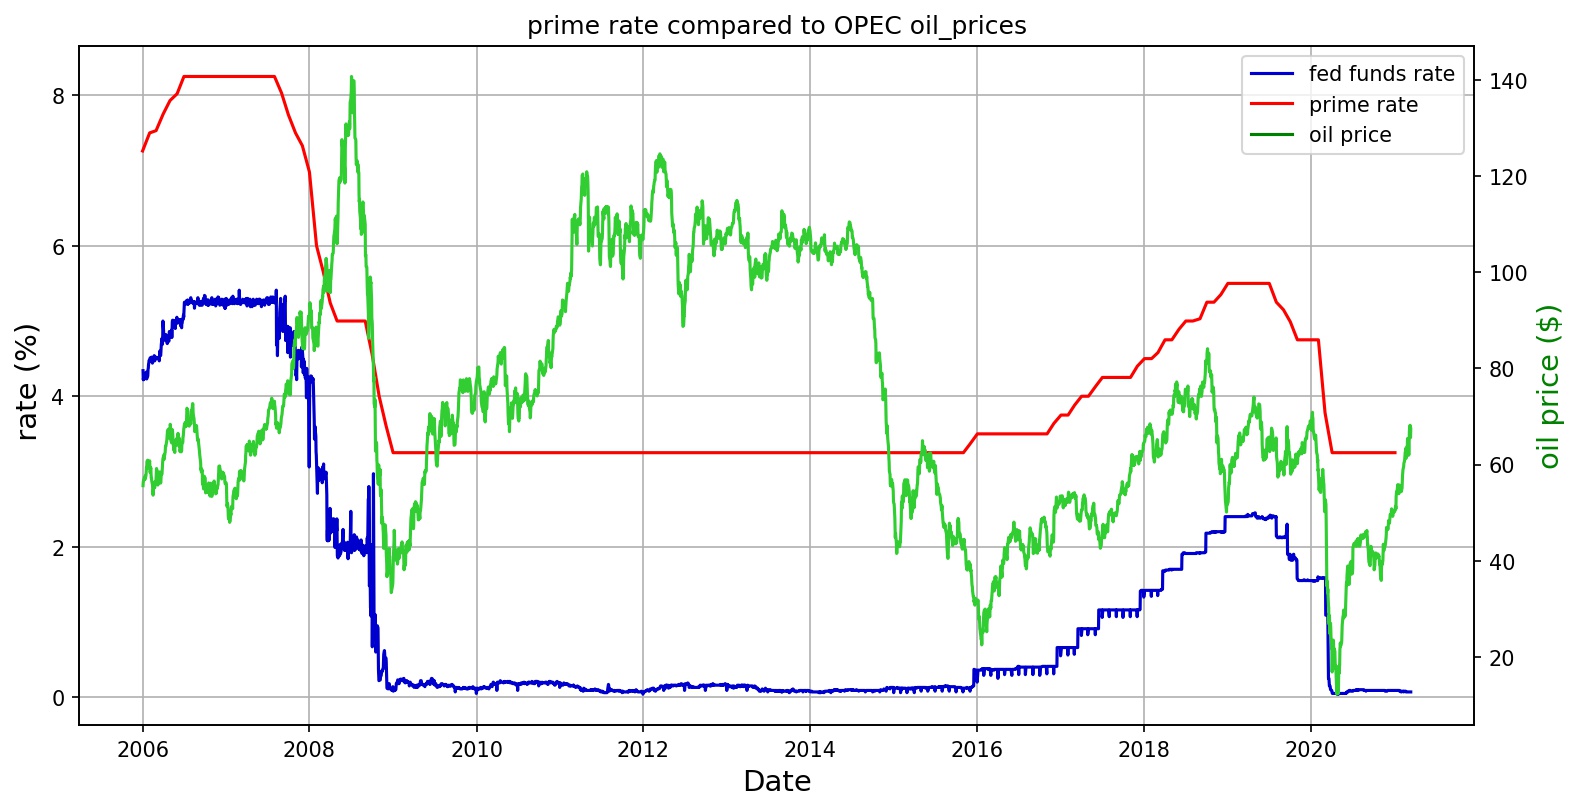 prime rate compared to OPEC oil_prices
fed funds rate
prime rate
oil price
8
6
4
2
0
rate (%)
140
120
100
80
60
40
20
oil price ($)
2006 2008 2010 2012 2014 2016 2018 2020
Date